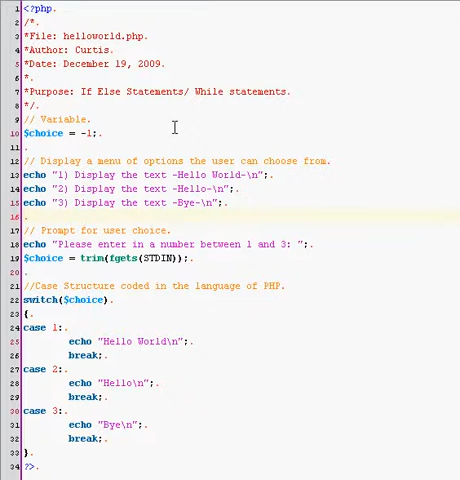 1 <?php.
2 /*.
3 *File: helloworld.php.
4 *Author: Curtis.
5 *Date: December 19, 2009.
6 *.
7 *Purpose: If Else Statements/ While statements.
8 */.
9 // Variable.
10 $choice = -1;.
11 .
12 // Display a menu of options the user can choose from.
13 echo "1) Display the text -Hello World-\n";.
14 echo "2) Display the text -Hello-\n";.
15 echo "3) Display the text -Bye-\n";.
16 .
17 // Prompt for user choice.
18 echo "Please enter in a number between 1 and 3: ";.
19 $choice = trim(fgets(STDIN));.
20 .
21 //Case Structure coded in the language of PHP.
22 switch($choice).
23 {.
24 case 1:.
25 echo "Hello World\n";.
26 break;.
27 case 2:.
28 echo "Hello\n";.
29 break;.
30 case 3:.
31 echo "Bye\n";.
32 break;.
33 }.
34 ?>.